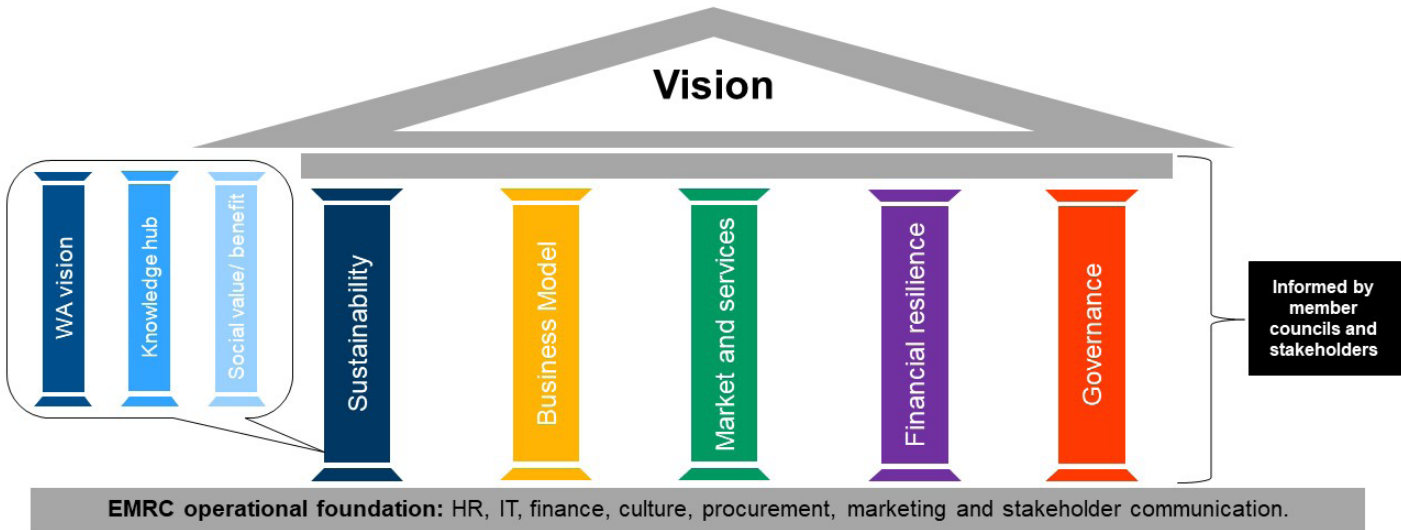 Vision
WA vision
Knowledge hub
Social value/ benefit
Sustainability
Business Model
Market and services
Financial resilience
Governance
Informed by
member
councils and
stakeholders
EMRC operational foundation: HR, IT, finance, culture, procurement, marketing and stakeholder communication.